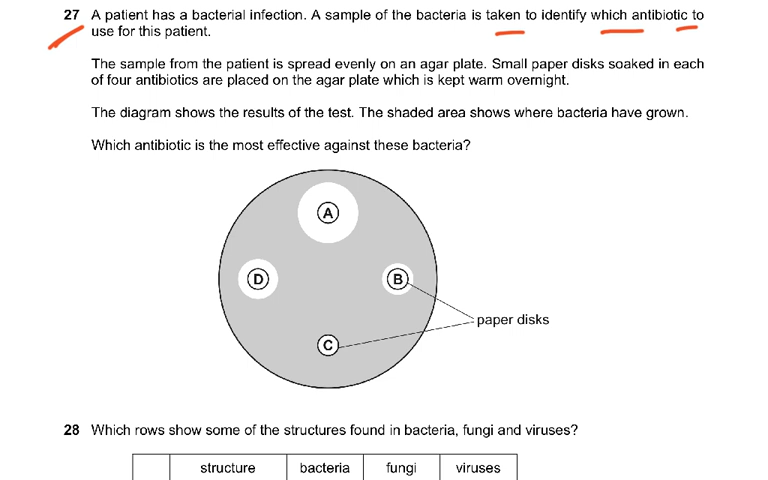 27 A patient has a bacterial infection. A sample of the bacteria is taken to identify which antibiotic to
use for this patient.
The sample from the patient is spread evenly on an agar plate. Small paper disks soaked in each
of four antibiotics are placed on the agar plate which is kept warm overnight.
The diagram shows the results of the test. The shaded area shows where bacteria have grown.
Which antibiotic is the most effective against these bacteria?
A
D
B
paper disks
C
28 Which rows show some of the structures found in bacteria, fungi and viruses?
structure bacteria fungi viruses